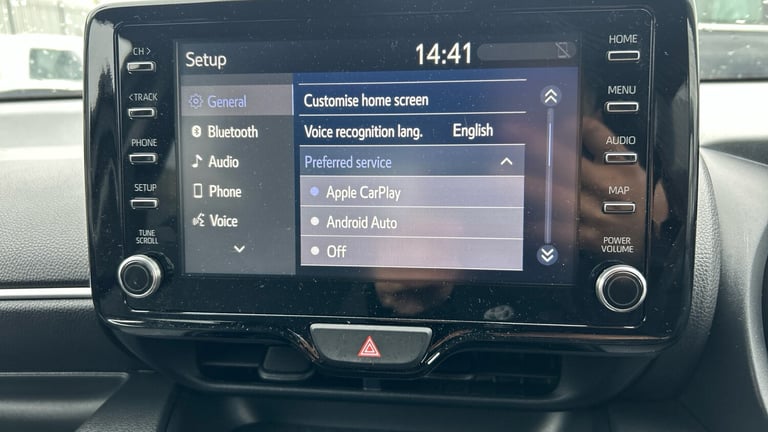 CH >
< TRACK
PHONE
SETUP
TUNE
SCROLL
Setup
14:41
General
Bluetooth
Audio
Phone
Voice
Customise home screen
Voice recognition lang. English
Preferred service
Apple CarPlay
Android Auto
Off
HOME
MENU
AUDIO
MAP
POWER
VOLUME